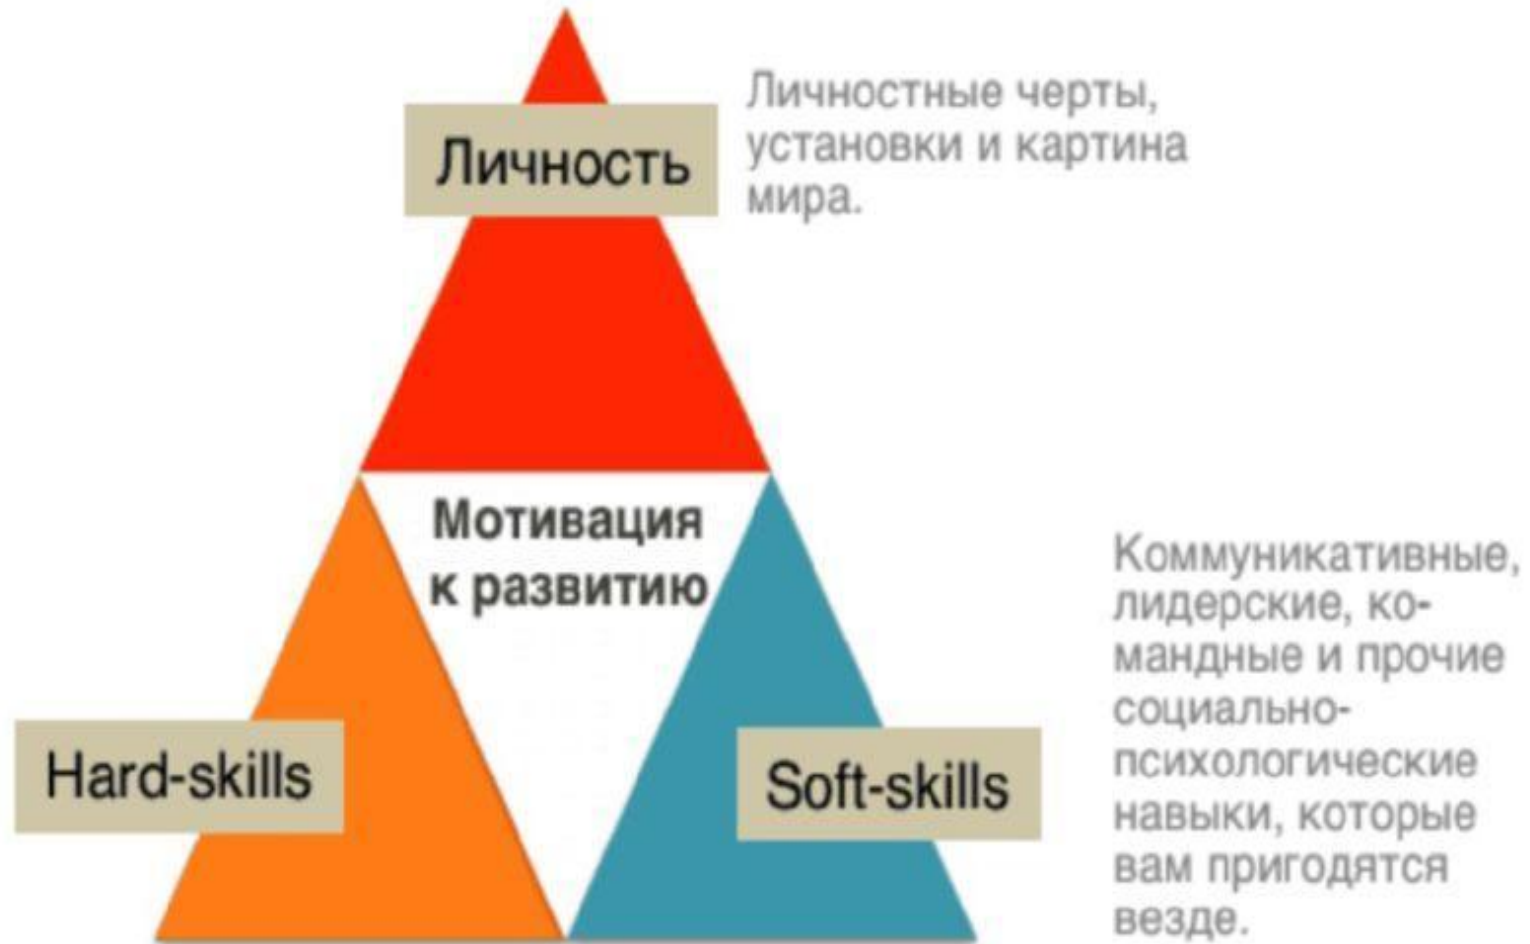 Личность
Личностные черты,
установки и картина
мира.
Мотивация
к развитию
Hard-skills
Soft-skills
Коммуникативные,
лидерские, ко-
мандные и прочие
социально-
психологические
навыки, которые
вам пригодятся
везде.